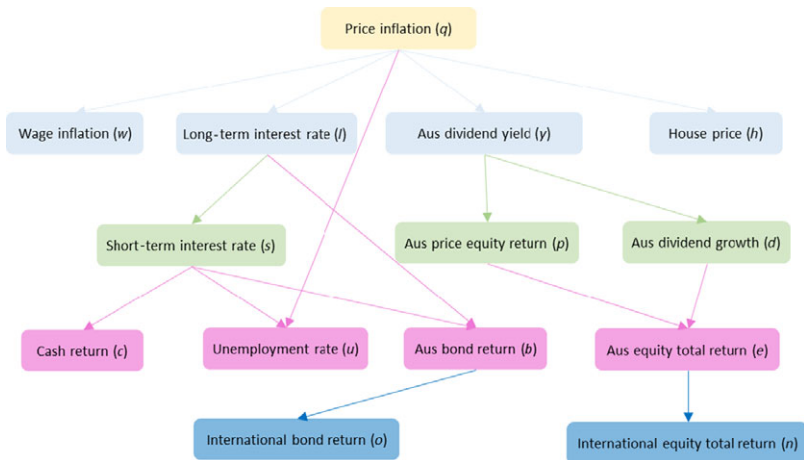 Price inflation (q)
Wage inflation (w)
Long-term interest rate (l)
Aus dividend yield (y)
House price (h)
Short-term interest rate (s)
Aus price equity return (p)
Aus dividend growth (d)
Cash return (c)
Unemployment rate (u)
Aus bond return (b)
Aus equity total return (e)
International bond return (o)
International equity total return (n)